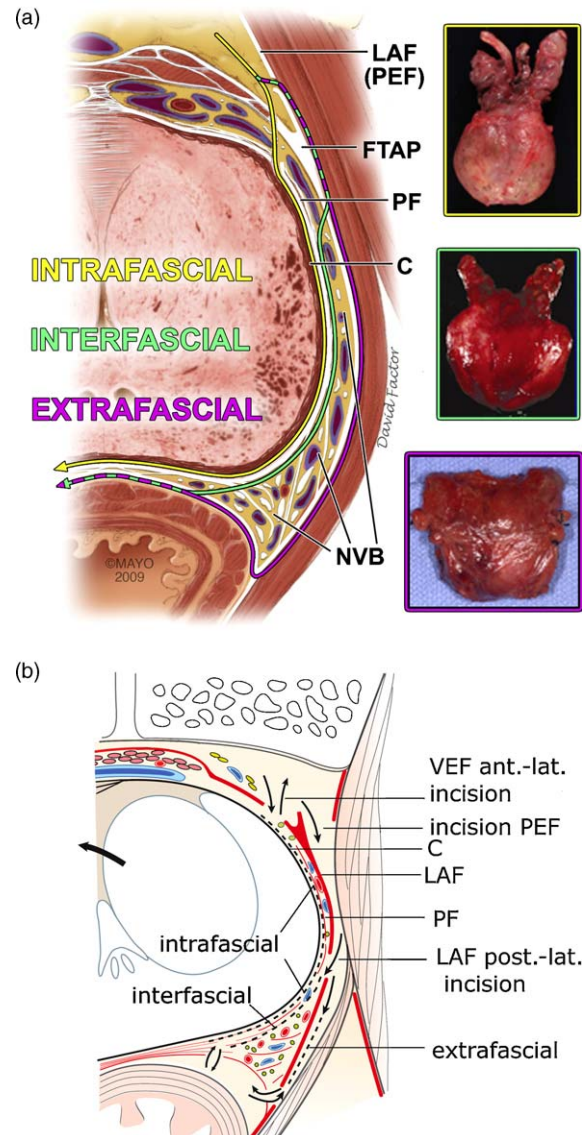 (a)
LAF
(PEF)
FTAP
PF
C
INTRAFASCIAL
INTERFASCIAL
EXTRAFASCIAL
David Factor
NVB
©MAYO
2009
(b)
VEF ant.-lat.
incision
incision PEF
C
LAF
PF
intrafascial
LAF post.-lat.
incision
interfascial
extrafascial